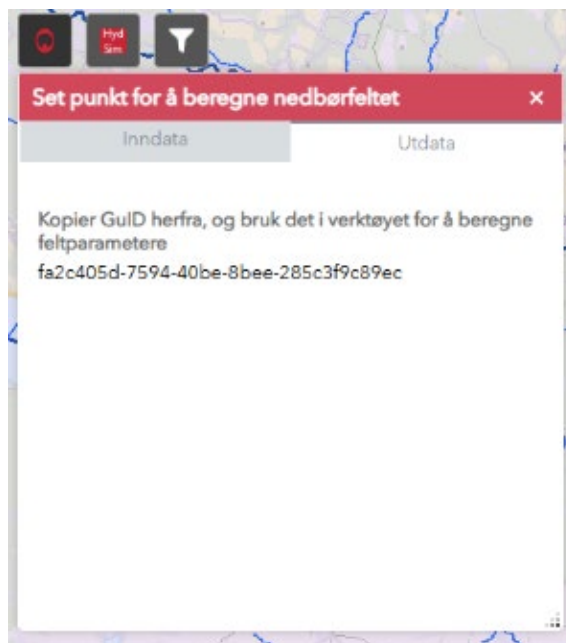 Hyd
Sim
Set punkt for å beregne nedbørfeltet ×
Inndata
Utdata
Kopier GuID herfra, og bruk det i verktøyet for å beregne
feltparametere
fa2c405d-7594-40be-8bee-285c3f9c89ec